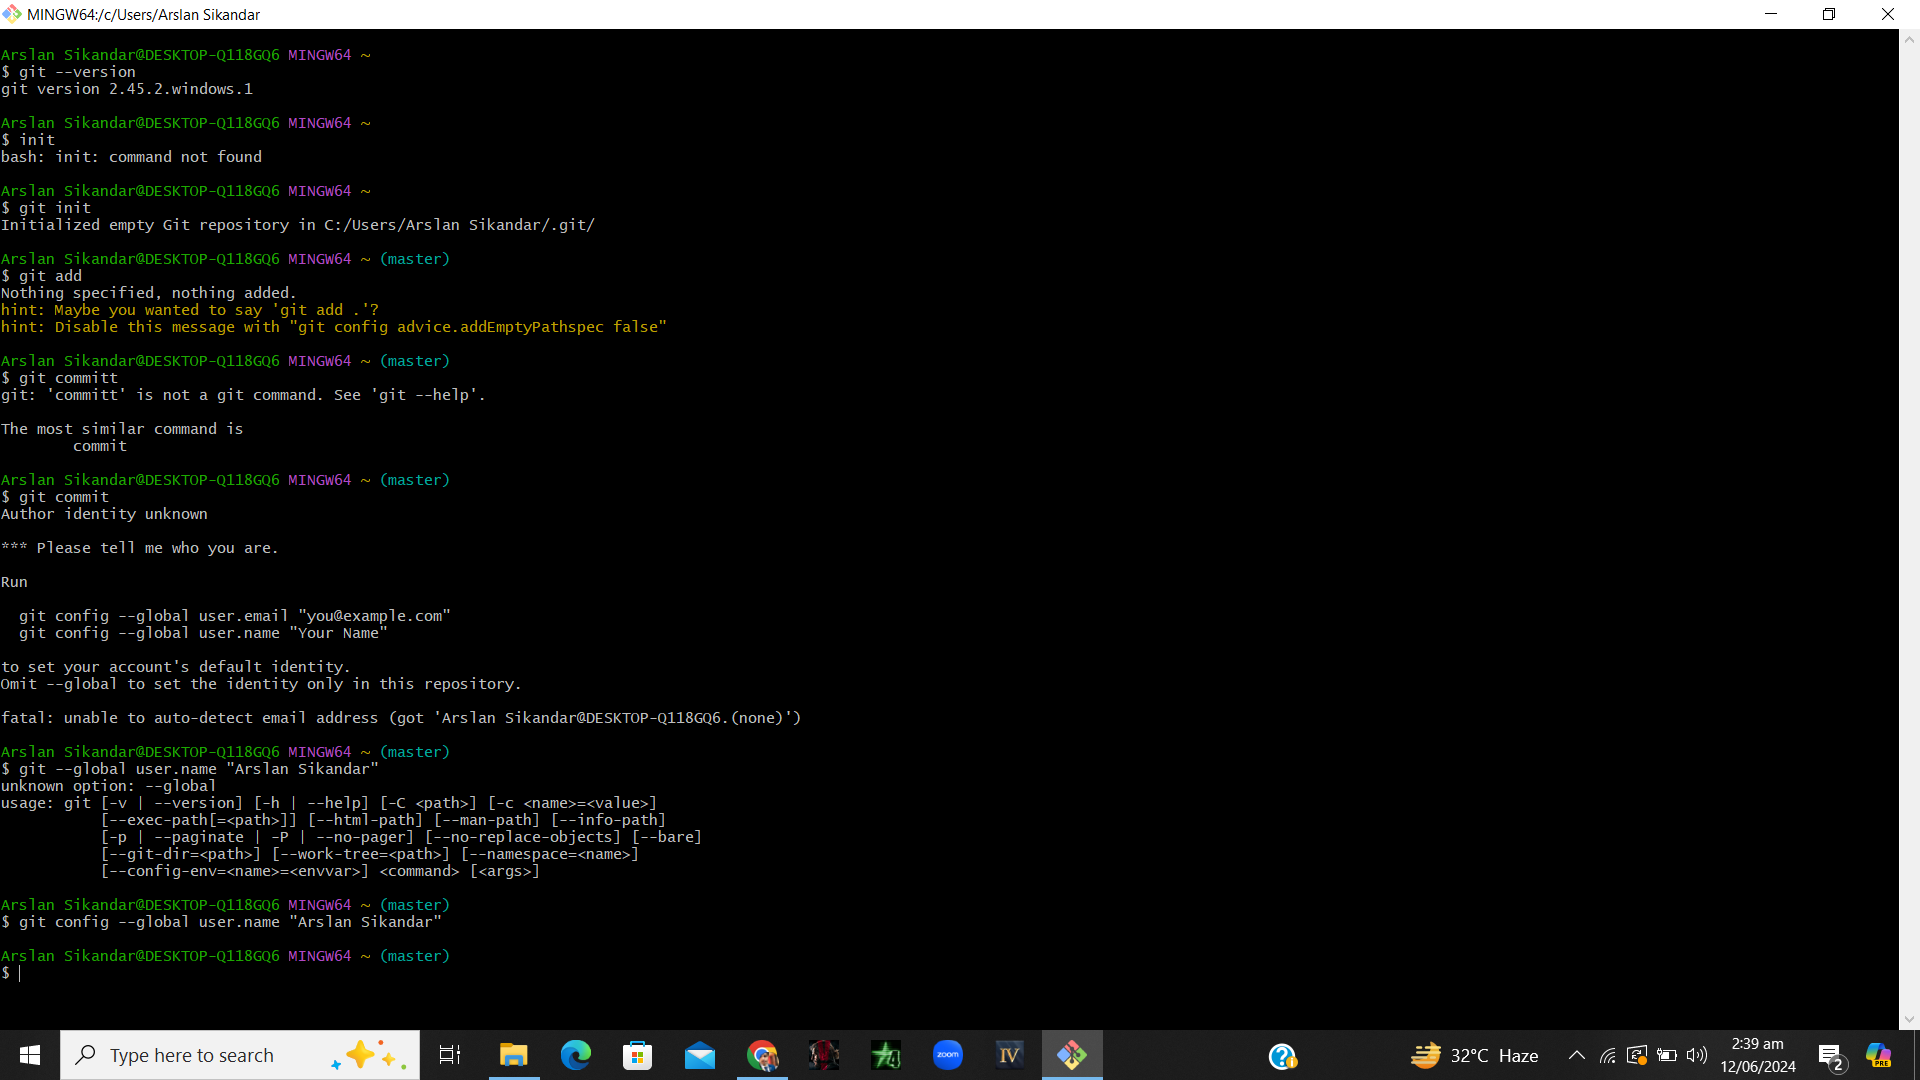 MINGW64:/c/Users/Arslan Sikandar
Arslan Sikandar@DESKTOP-Q118GQ6 MINGW64 ~
$ git --version
git version 2.45.2.windows.1
Arslan Sikandar@DESKTOP-Q118GQ6 MINGW64 ~
$ init
bash: init: command not found
Arslan Sikandar@DESKTOP-Q118GQ6 MINGW64 ~
$ git init
Initialized empty Git repository in C:/Users/Arslan Sikandar/.git/
Arslan Sikandar@DESKTOP-Q118GQ6 MINGW64 ~ (master)
$ git add
Nothing specified, nothing added.
hint: Maybe you wanted to say 'git add .'?
hint: Disable this message with "git config advice.addEmptyPathspec false"
Arslan Sikandar@DESKTOP-Q118GQ6 MINGW64 ~ (master)
$ git committ
git: 'committ' is not a git command. See 'git --help'.
The most similar command is
commit
Arslan Sikandar@DESKTOP-Q118GQ6 MINGW64 ~ (master)
$ git commit
Author identity unknown
*** Please tell me who you are.
Run
git config --global user.email "you@example.com"
git config --global user.name "Your Name"
to set your account's default identity.
Omit --global to set the identity only in this repository.
fatal: unable to auto-detect email address (got 'Arslan Sikandar@DESKTOP-Q118GQ6.(none)')
Arslan Sikandar@DESKTOP-Q118GQ6 MINGW64 ~ (master)
$ git --global user.name "Arslan Sikandar"
unknown option: --global
usage: git [-v | --version] [-h | --help] [-C <path>] [-c <name>=<value>]
[--exec-path[=<path>]] [--html-path] [--man-path] [--info-path]
[-p | --paginate | -P | --no-pager] [--no-replace-objects] [--bare]
[--git-dir=<path>] [--work-tree=<path>] [--namespace=<name>]
[--config-env=<name>=<envvar>] <command> [<args>]
Arslan Sikandar@DESKTOP-Q118GQ6 MINGW64 ~ (master)
$ git config --global user.name "Arslan Sikandar"
Arslan Sikandar@DESKTOP-Q118GQ6 MINGW64 ~ (master)
$
Type here to search
zoom
IV
32°C Haze
2:39 am
12/06/2024
2
PRE